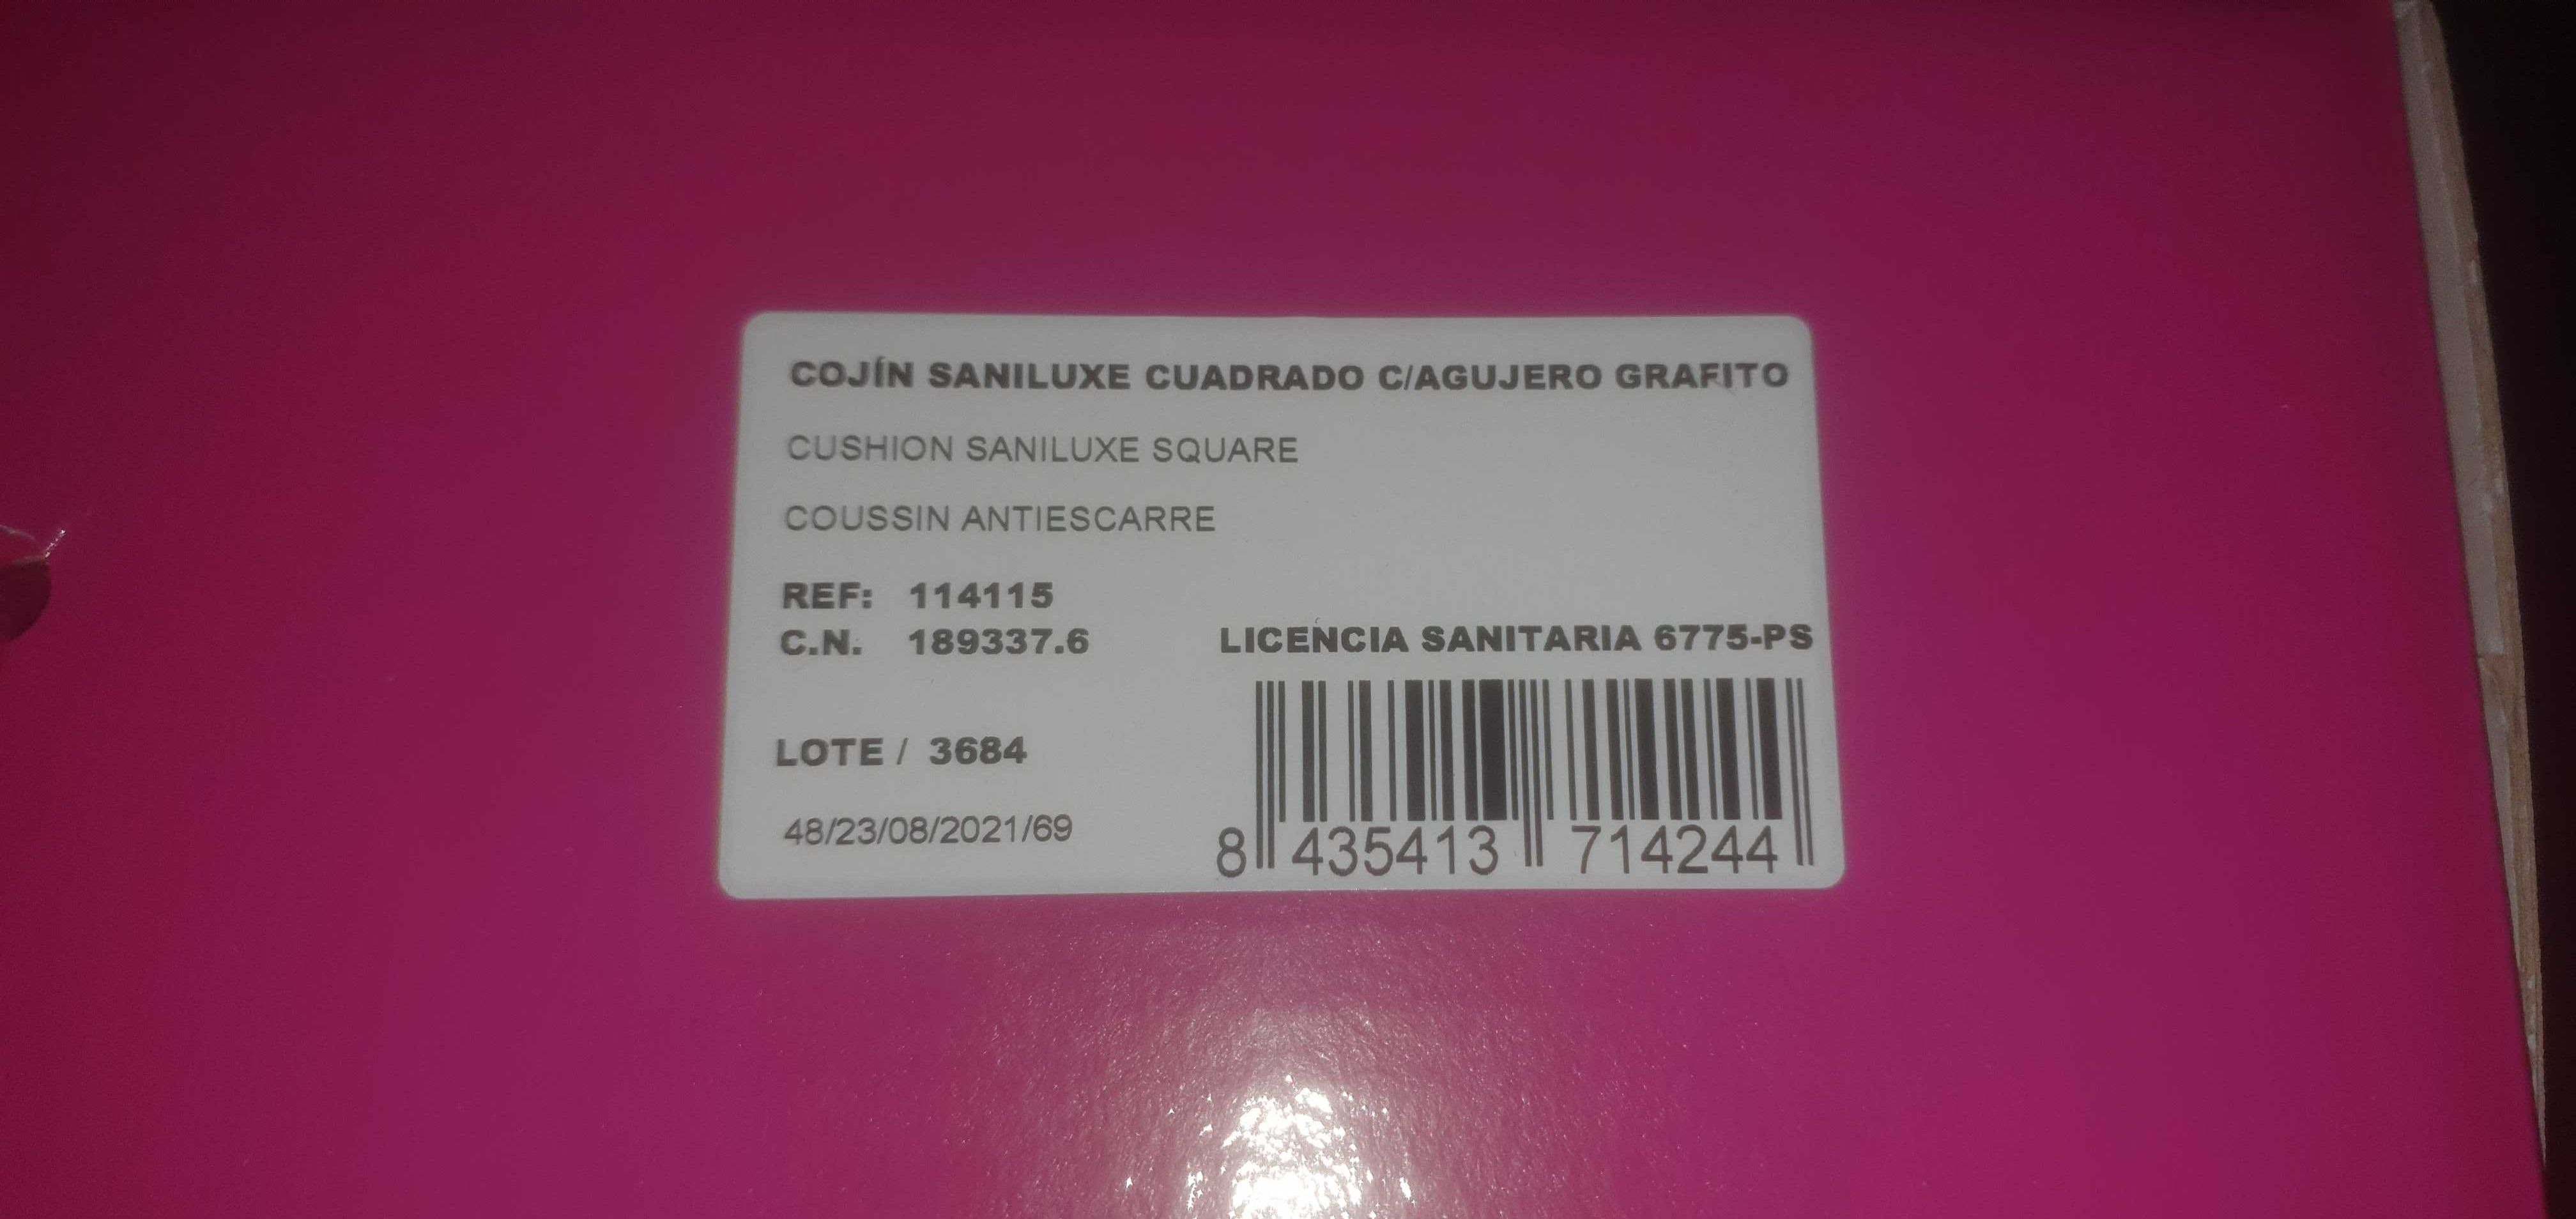 COJÍN SANILUXE CUADRADO C/AGUJERO GRAFITO
CUSHION SANILUXE SQUARE
COUSSIN ANTIESCARRE
REF: 114115
C.N. 189337.6
LICENCIA SANITARIA 6775-PS
LOTE / 3684
48/23/08/2021/69
8 435413 714244